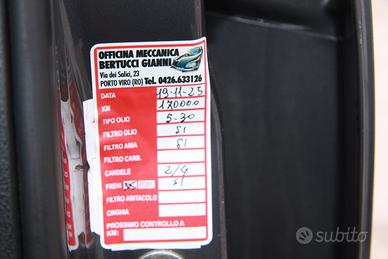 OFFICINA MECCANICA
BERTUCCI GIANNI
Via dei Salici, 23
PORTO VIRO (RO) Tel. 0426.633126
DATA 19-11-25
KM 170000
TIPO OLIO 5-30
FILTRO OLIO SI
FILTRO ARIA SI
FILTRO CARB.
CANDELE 2/4
FRENI POST. SI
FILTRO ABITACOLO
CINGHIA
PROSSIMO CONTROLLO A
KM:
subito